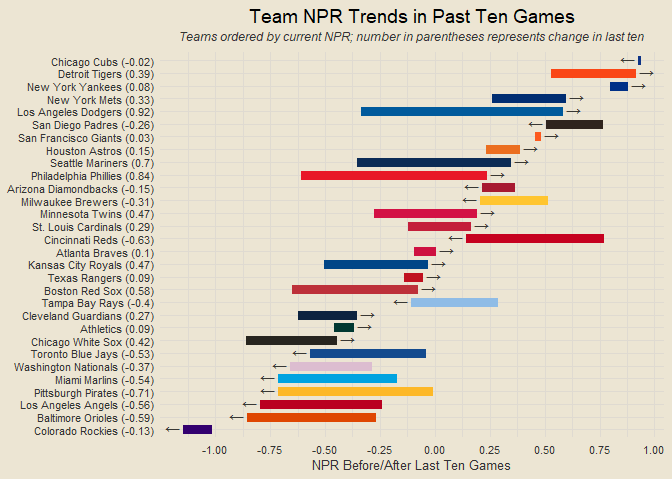 Team NPR Trends in Past Ten Games
Teams ordered by current NPR; number in parentheses represents change in last ten
Chicago Cubs (-0.02)
Detroit Tigers (0.39)
New York Yankees (0.08)
New York Mets (0.33)
Los Angeles Dodgers (0.92)
San Diego Padres (-0.26)
San Francisco Giants (0.03)
Houston Astros (0.15)
Seattle Mariners (0.7)
Philadelphia Phillies (0.84)
Arizona Diamondbacks (-0.15)
Milwaukee Brewers (-0.31)
Minnesota Twins (0.47)
St. Louis Cardinals (0.29)
Cincinnati Reds (-0.63)
Atlanta Braves (0.1)
Kansas City Royals (0.47)
Texas Rangers (0.09)
Boston Red Sox (0.58)
Tampa Bay Rays (-0.4)
Cleveland Guardians (0.27)
Athletics (0.09)
Chicago White Sox (0.42)
Toronto Blue Jays (-0.53)
Washington Nationals (-0.37)
Miami Marlins (-0.54)
Pittsburgh Pirates (-0.71)
Los Angeles Angels (-0.56)
Baltimore Orioles (-0.59)
Colorado Rockies (-0.13)
-1.00 -0.75 -0.50 -0.25 0.00 0.25 0.50 0.75 1.00
NPR Before/After Last Ten Games